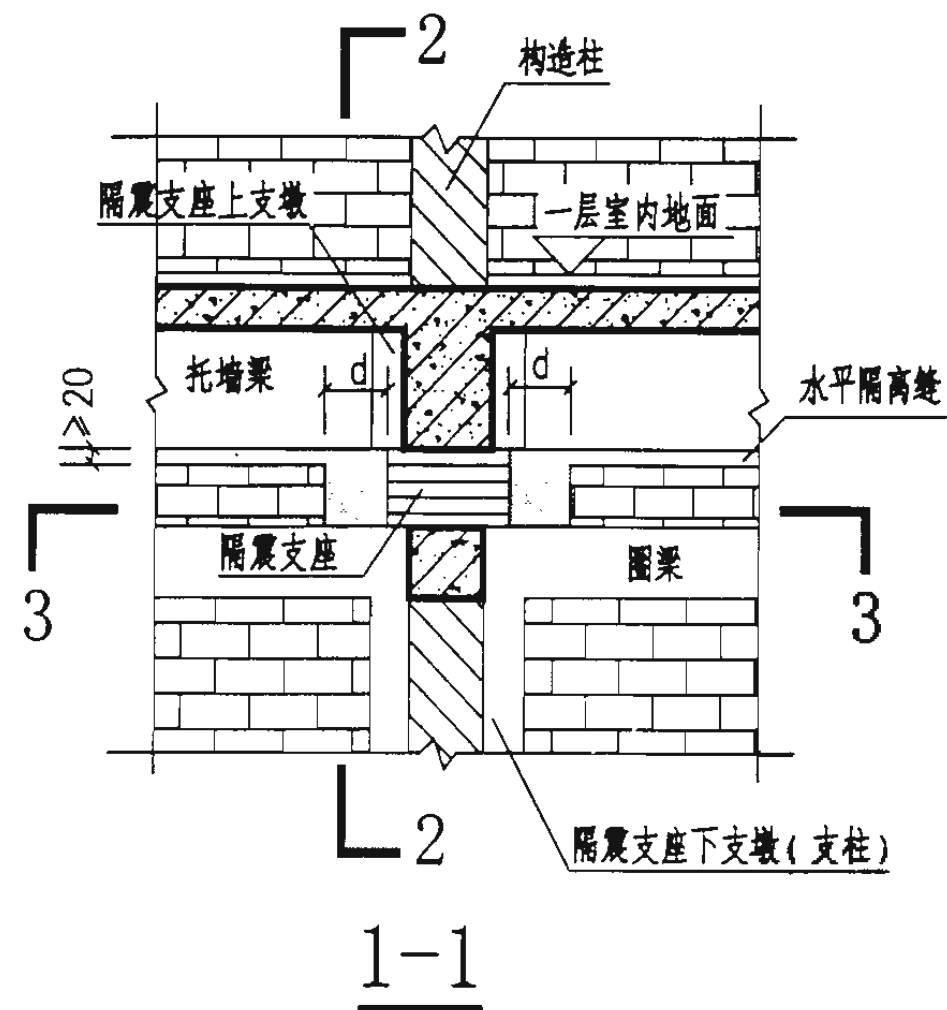 2
构造柱
隔震支座上支墩
一层室内地面
托墙梁
d
d
≥20
水平隔离缝
隔震支座
圈梁
3
3
2
隔震支座下支墩(支柱)
1-1